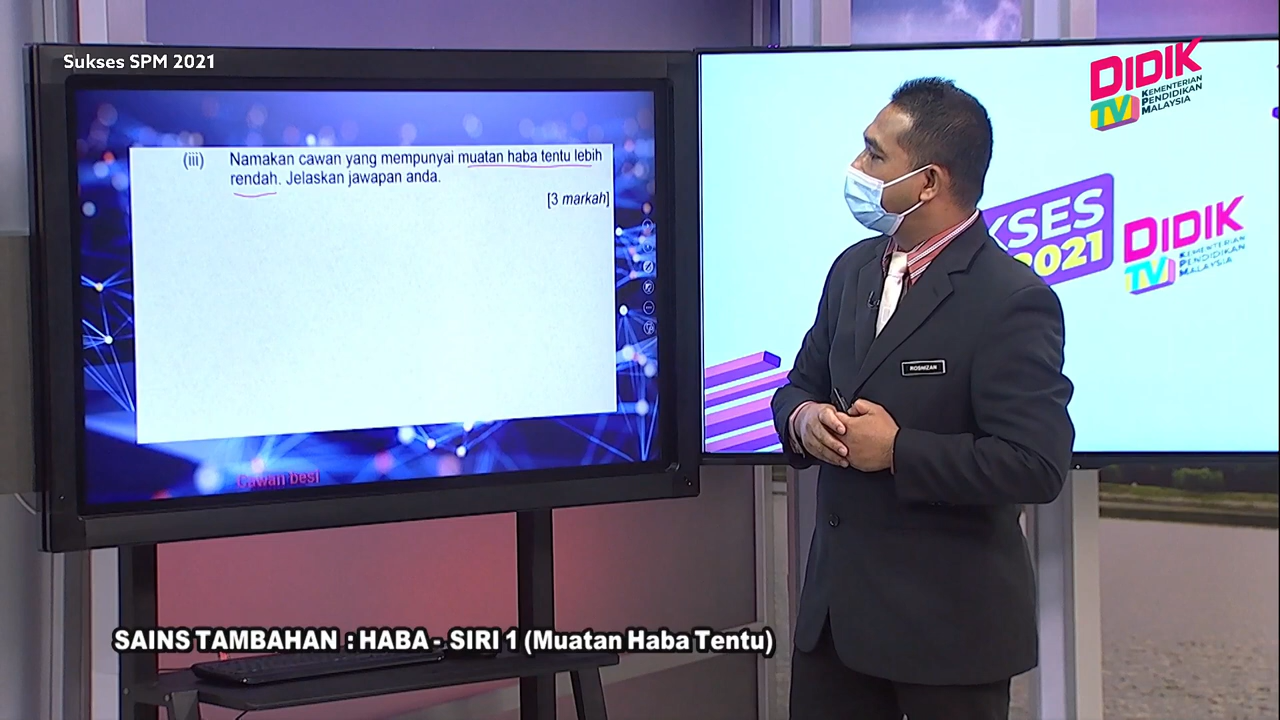 Sukses SPM 2021
DIDIK
TV
KEMENTERIAN
PENDIDIKAN
MALAYSIA
(iii) Namakan cawan yang mempunyai muatan haba tentu lebih
rendah. Jelaskan jawapan anda.
[3 markah]
KSES
2021
DIDIK
TV
KEMENTERIAN
PENDIDIKAN
MALAYSIA
ROSHIZAN
Cawan besi
SAINS TAMBAHAN : HABA - SIRI 1 (Muatan Haba Tentu)